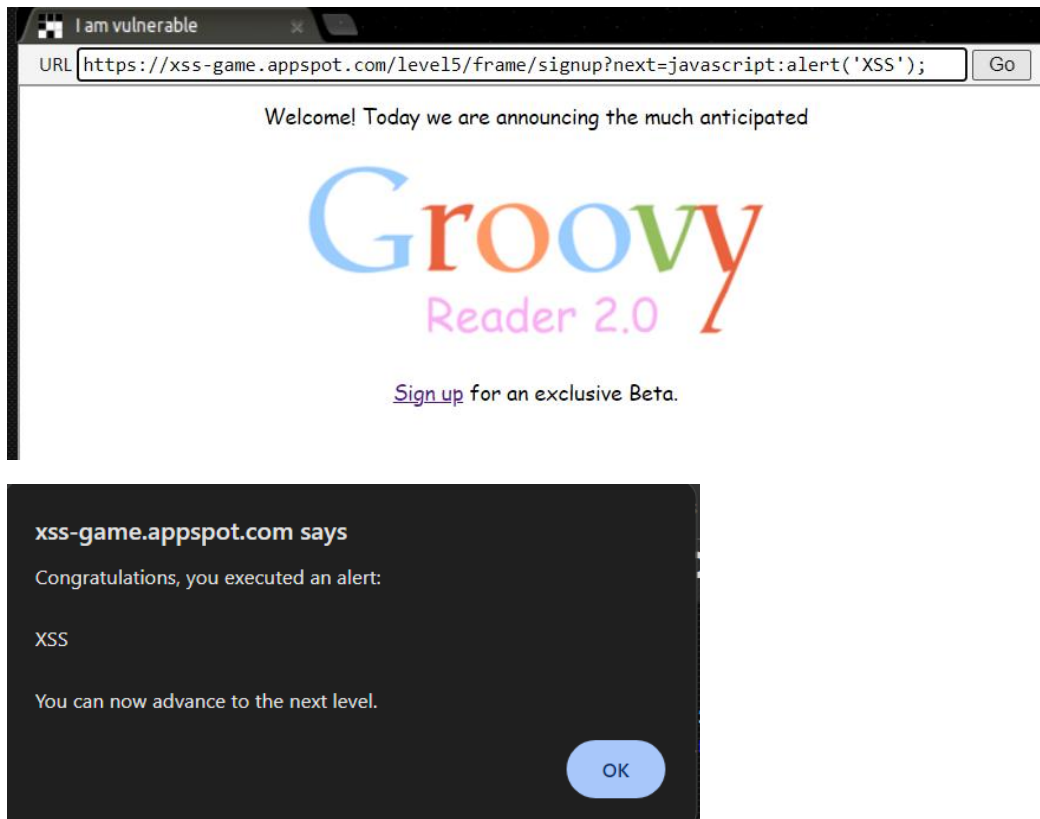 I am vulnerable
URL https://xss-game.appspot.com/level5/frame/signup?next=javascript:alert('XSS'); Go
Welcome! Today we are announcing the much anticipated
Groovy
Reader 2.0
Sign up for an exclusive Beta.
xss-game.appspot.com says
Congratulations, you executed an alert:
XSS
You can now advance to the next level.
OK